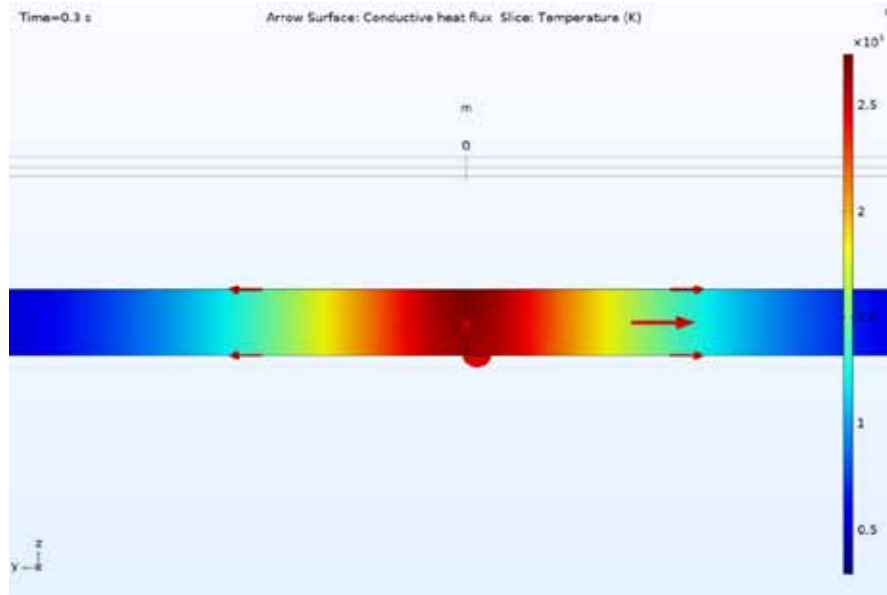 Time=0.3 s
Arrow Surface: Conductive heat flux Slice: Temperature (K)
×10³
2.5
m
0
2
1
0.5
z
y